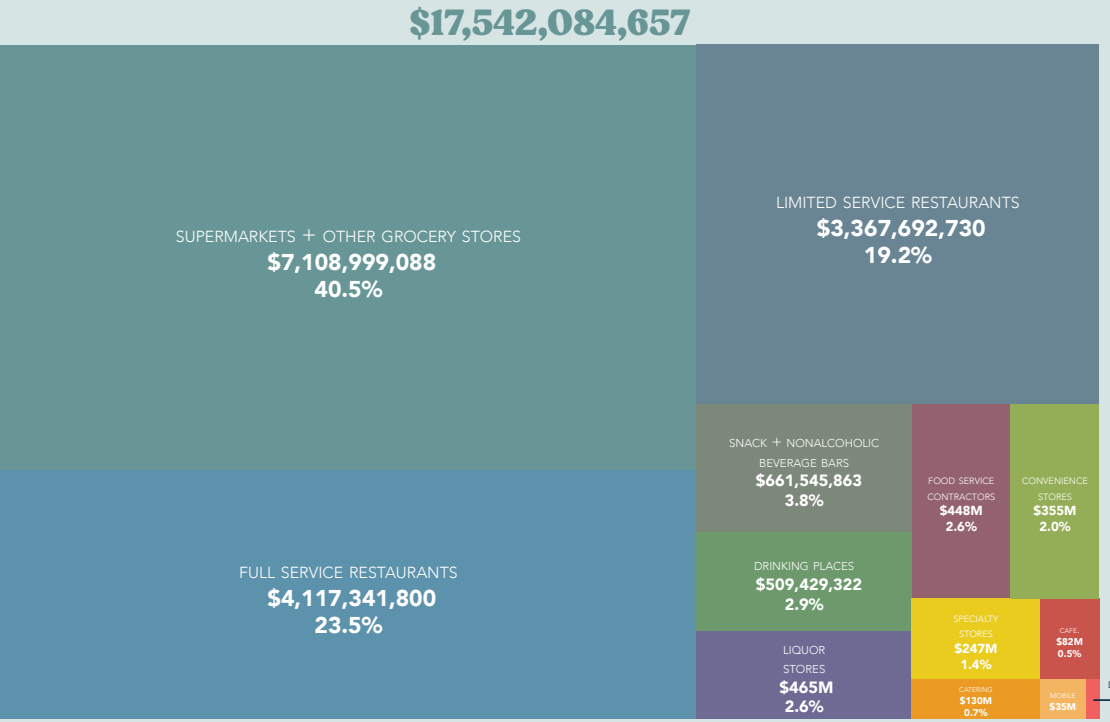 $17,542,084,657
SUPERMARKETS + OTHER GROCERY STORES
$7,108,999,088
40.5%
FULL SERVICE RESTAURANTS
$4,117,341,800
23.5%
LIMITED SERVICE RESTAURANTS
$3,367,692,730
19.2%
SNACK + NONALCOHOLIC
BEVERAGE BARS
$661,545,863
3.8%
DRINKING PLACES
$509,429,322
2.9%
LIQUOR
STORES
$465M
2.6%
FOOD SERVICE
CONTRACTORS
$448M
2.6%
CONVENIENCE
STORES
$355M
2.0%
SPECIALTY
STORES
$247M
1.4%
CAFE.
$82M
0.5%
CATERING
$130M
0.7%
MOBILE
$35M